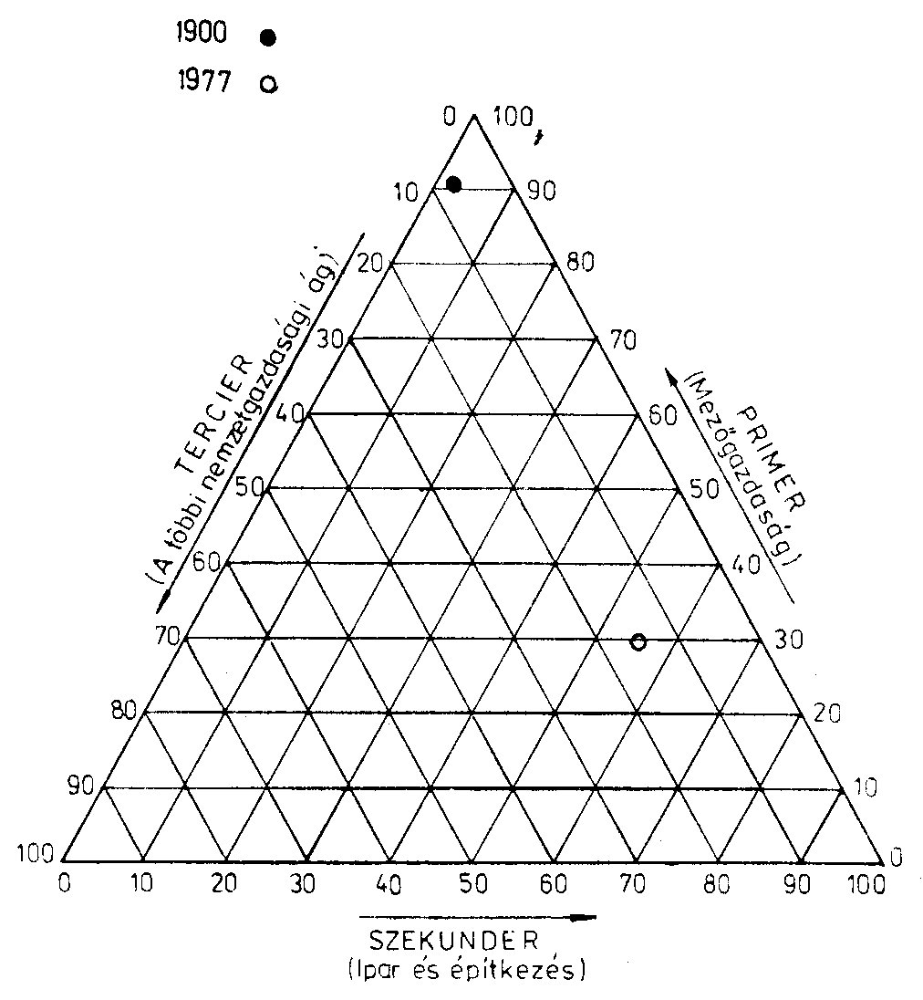 1900
1977
0 100
10 90
20 80
30 70
40 60
50 50
60 40
70 30
80 20
90 10
100 0
0 10 20 30 40 50 60 70 80 90 100
TERCIER
(A többi nemzetgazdasági ág)
PRIMER
(Mezőgazdaság)
SZEKUNDER
(Ipar és építkezés)